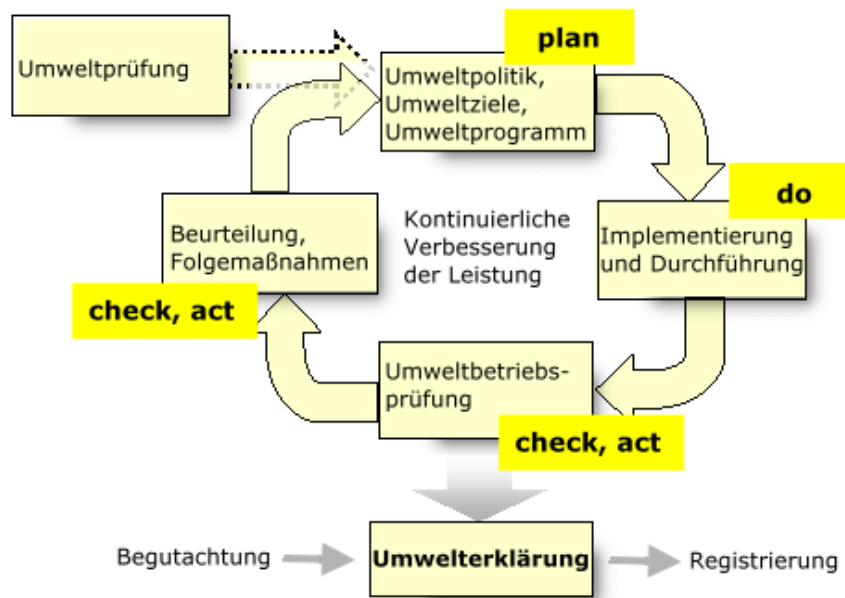 plan
Umweltprüfung
Umweltpolitik,
Umweltziele,
Umweltprogramm
do
Implementierung
und Durchführung
Beurteilung,
Folgemaßnahmen
check, act
Kontinuierliche
Verbesserung
der Leistung
Umweltbetriebs-
prüfung
check, act
Begutachtung
Umwelterklärung
Registrierung